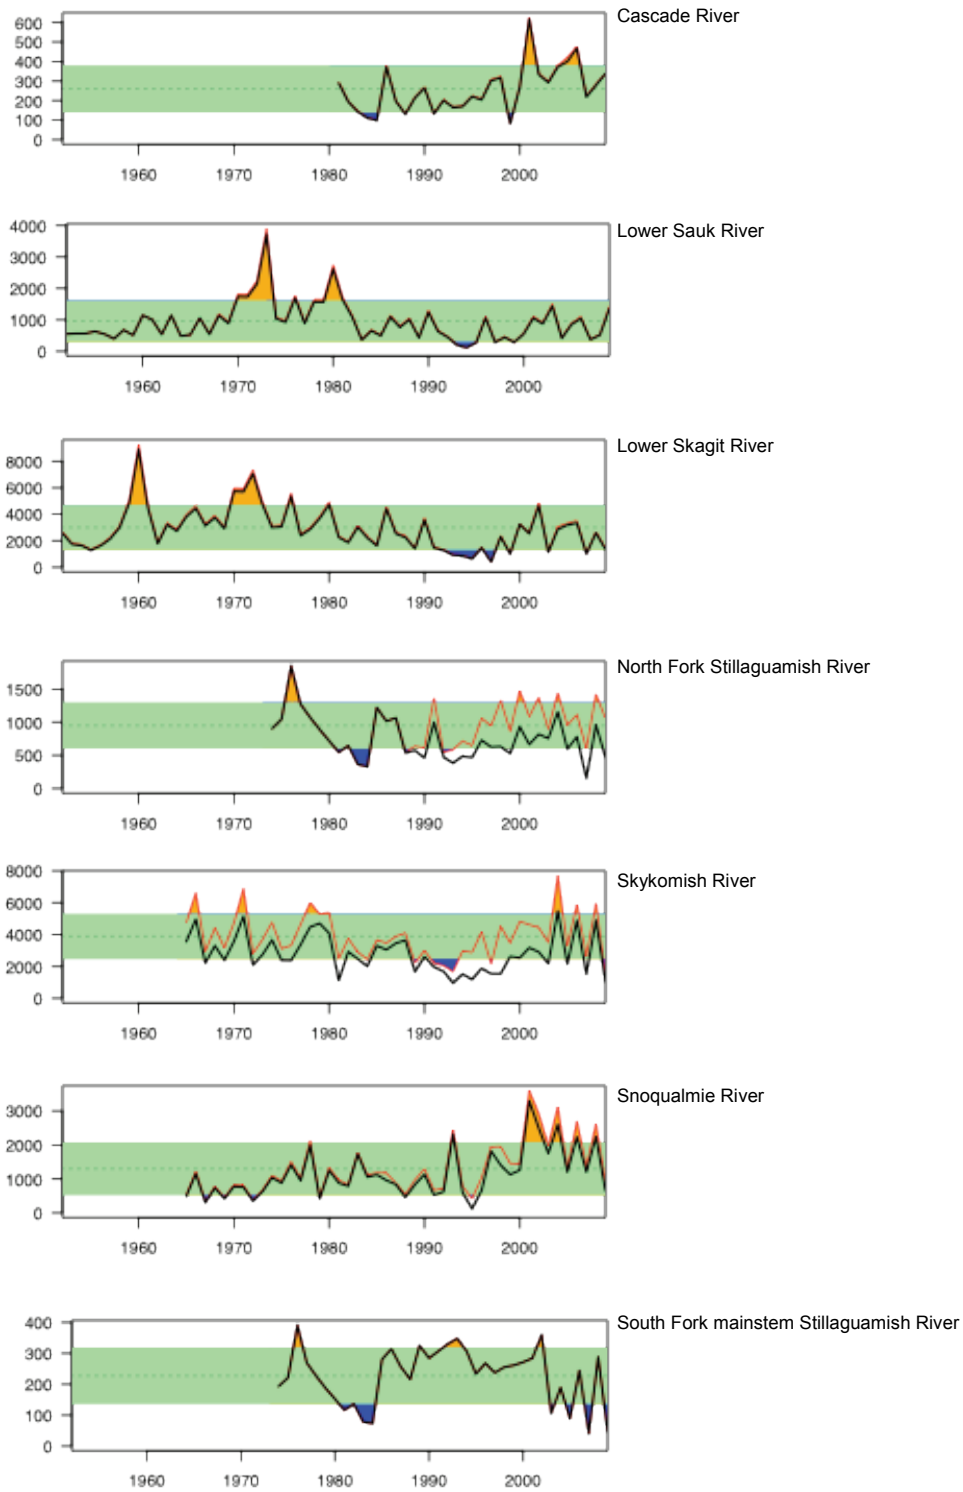 Cascade River
600
500
400
300
200
100
0
1960 1970 1980 1990 2000
Lower Sauk River
4000
3000
2000
1000
0
1960 1970 1980 1990 2000
Lower Skagit River
8000
6000
4000
2000
0
1960 1970 1980 1990 2000
North Fork Stillaguamish River
1500
1000
500
0
1960 1970 1980 1990 2000
Skykomish River
8000
6000
4000
2000
0
1960 1970 1980 1990 2000
Snoqualmie River
3000
2000
1000
0
1960 1970 1980 1990 2000
South Fork mainstem Stillaguamish River
400
300
200
100
0
1960 1970 1980 1990 2000